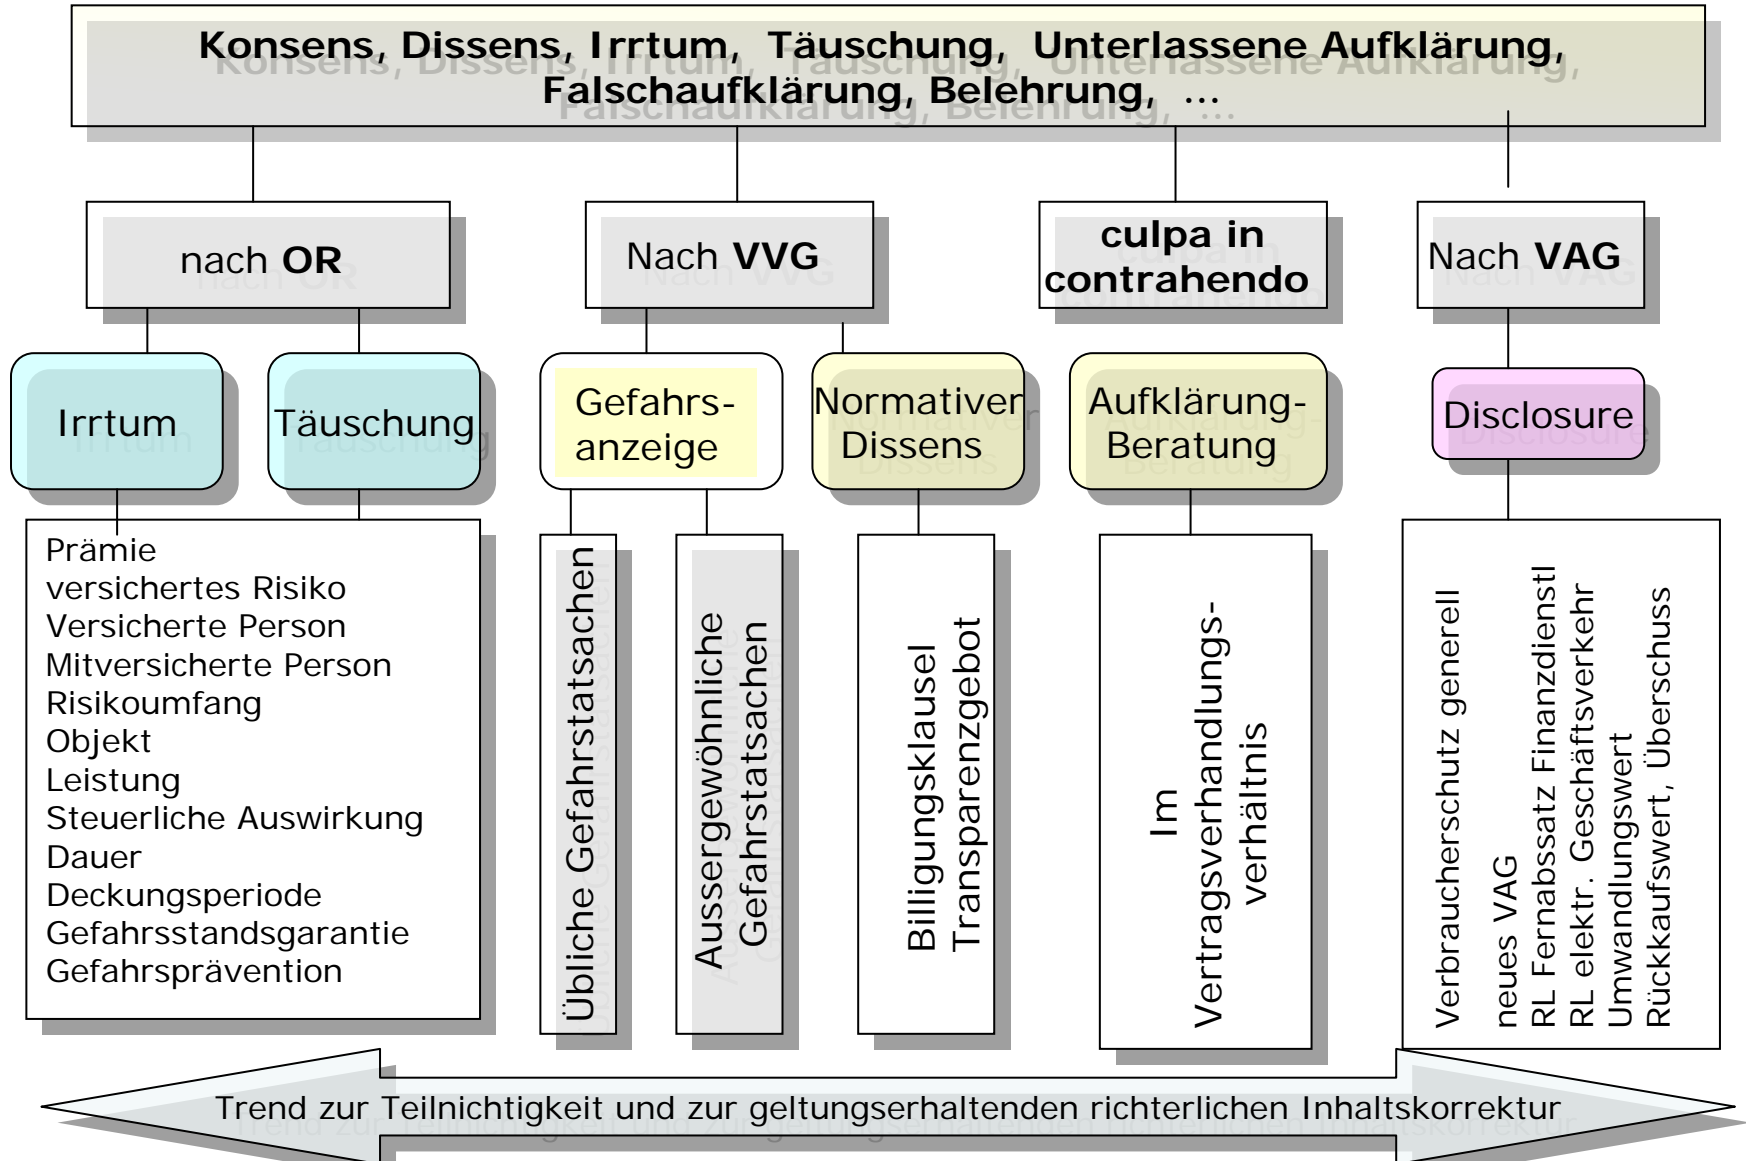 Konsens, Dissens, Irrtum, Täuschung, Unterlassene Aufklärung,
Falschaufklärung, Belehrung, ...
nach OR
Nach VVG
culpa in
contrahendo
Nach VAG
Irrtum
Täuschung
Gefahrs-
anzeige
Normativer
Dissens
Aufklärung-
Beratung
Disclosure
Prämie
versichertes Risiko
Versicherte Person
Mitversicherte Person
Risikoumfang
Objekt
Leistung
Steuerliche Auswirkung
Dauer
Deckungsperiode
Gefahrsstandsgarantie
Gefahrsprävention
Übliche Gefahrstatsachen
Aussergewöhnliche
Gefahrstatsachen
Billigungsklausel
Transparenzgebot
Im
Vertragsverhandlungs-
verhältnis
Verbraucherschutz generell
neues VAG
RL Fernabssatz Finanzdienstl
RL elektr. Geschäftsverkehr
Umwandlungswert
Rückkaufswert, Überschuss
Trend zur Teilnichtigkeit und zur geltungserhaltenden richterlichen Inhaltskorrektur